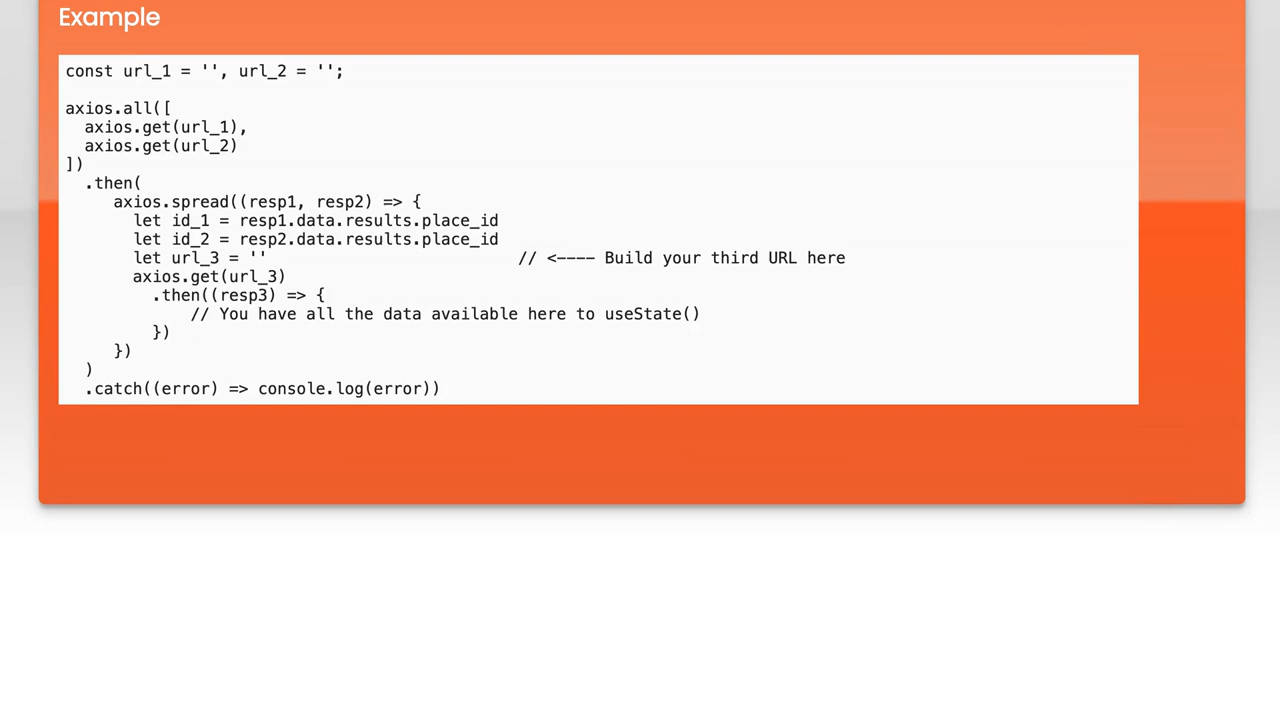 Example
const url_1 = '', url_2 = '';
axios.all([
  axios.get(url_1),
  axios.get(url_2)
])
  .then(
     axios.spread((resp1, resp2) => {
       let id_1 = resp1.data.results.place_id
       let id_2 = resp2.data.results.place_id
       let url_3 = ''                          // <---- Build your third URL here
       axios.get(url_3)
         .then((resp3) => {
             // You have all the data available here to useState()
         })
     })
  )
  .catch((error) => console.log(error))